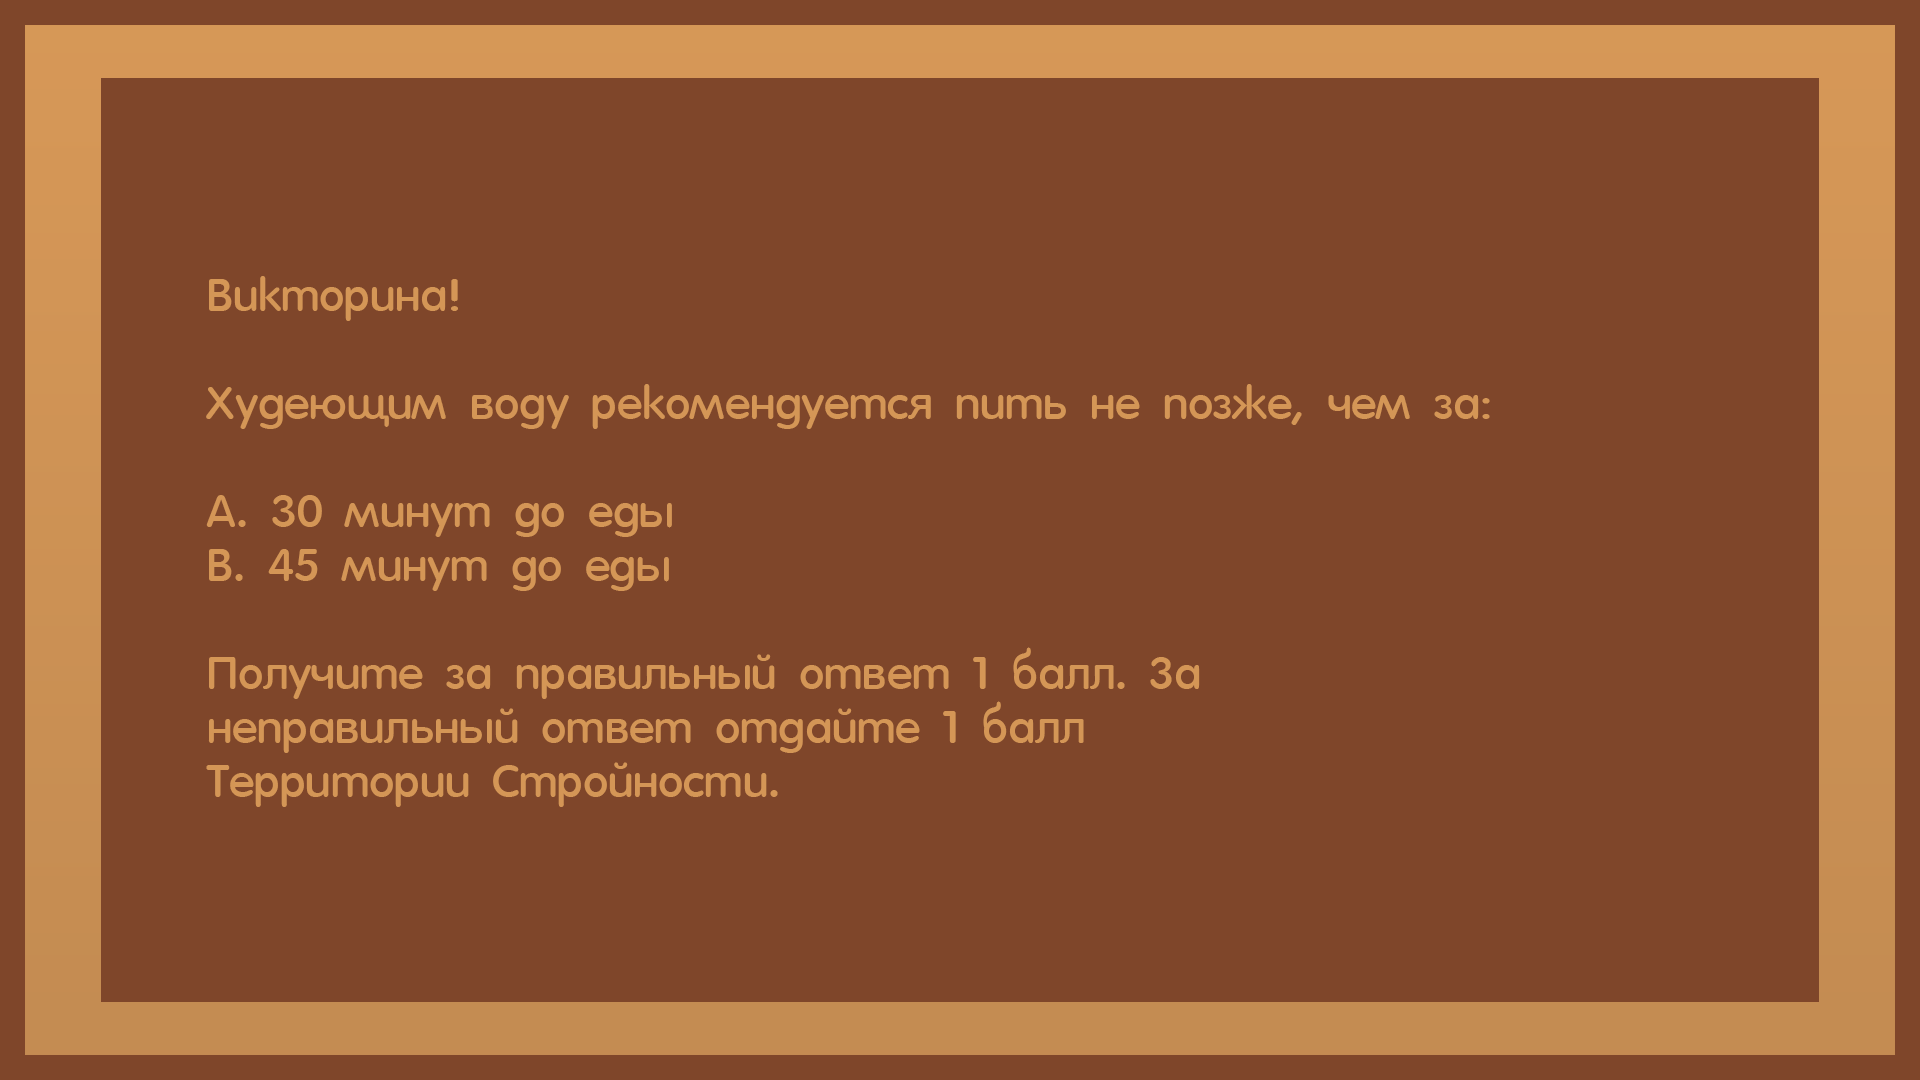 Викторина!
Худеющим воду рекомендуется пить не позже, чем за:
А. 30 минут до еды
В. 45 минут до еды
Получите за правильный ответ 1 балл. За
неправильный ответ отдайте 1 балл
Территории Стройности.